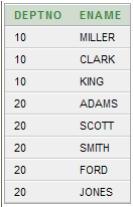 DEPTNO ENAME
10 MILLER
10 CLARK
10 KING
20 ADAMS
20 SCOTT
20 SMITH
20 FORD
20 JONES